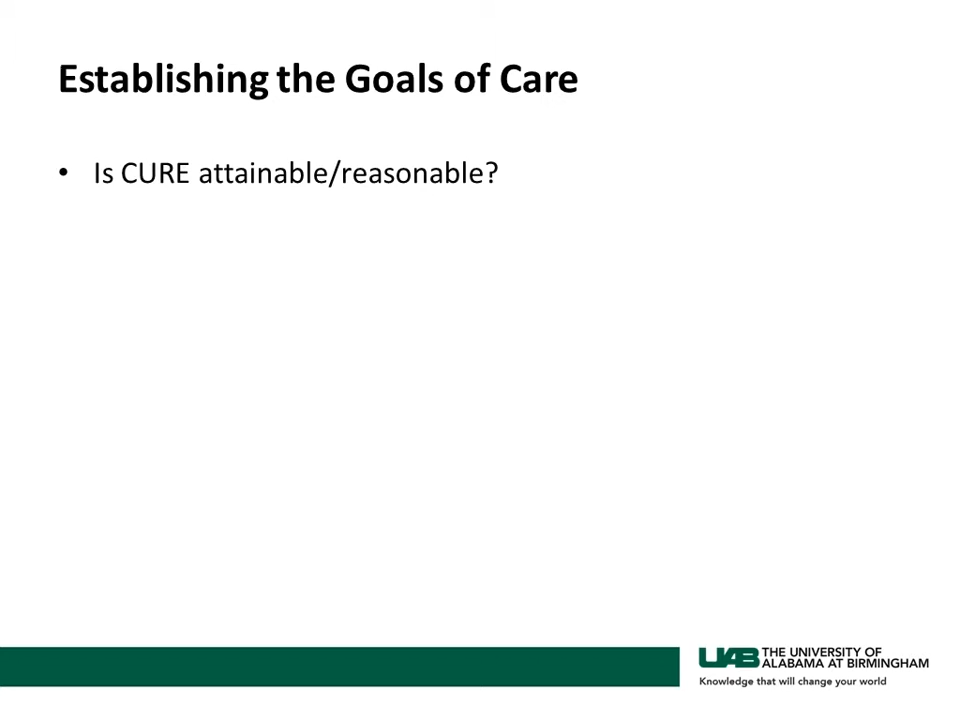 Establishing the Goals of Care
• Is CURE attainable/reasonable?
UAB THE UNIVERSITY OF
ALABAMA AT BIRMINGHAM
Knowledge that will change your world